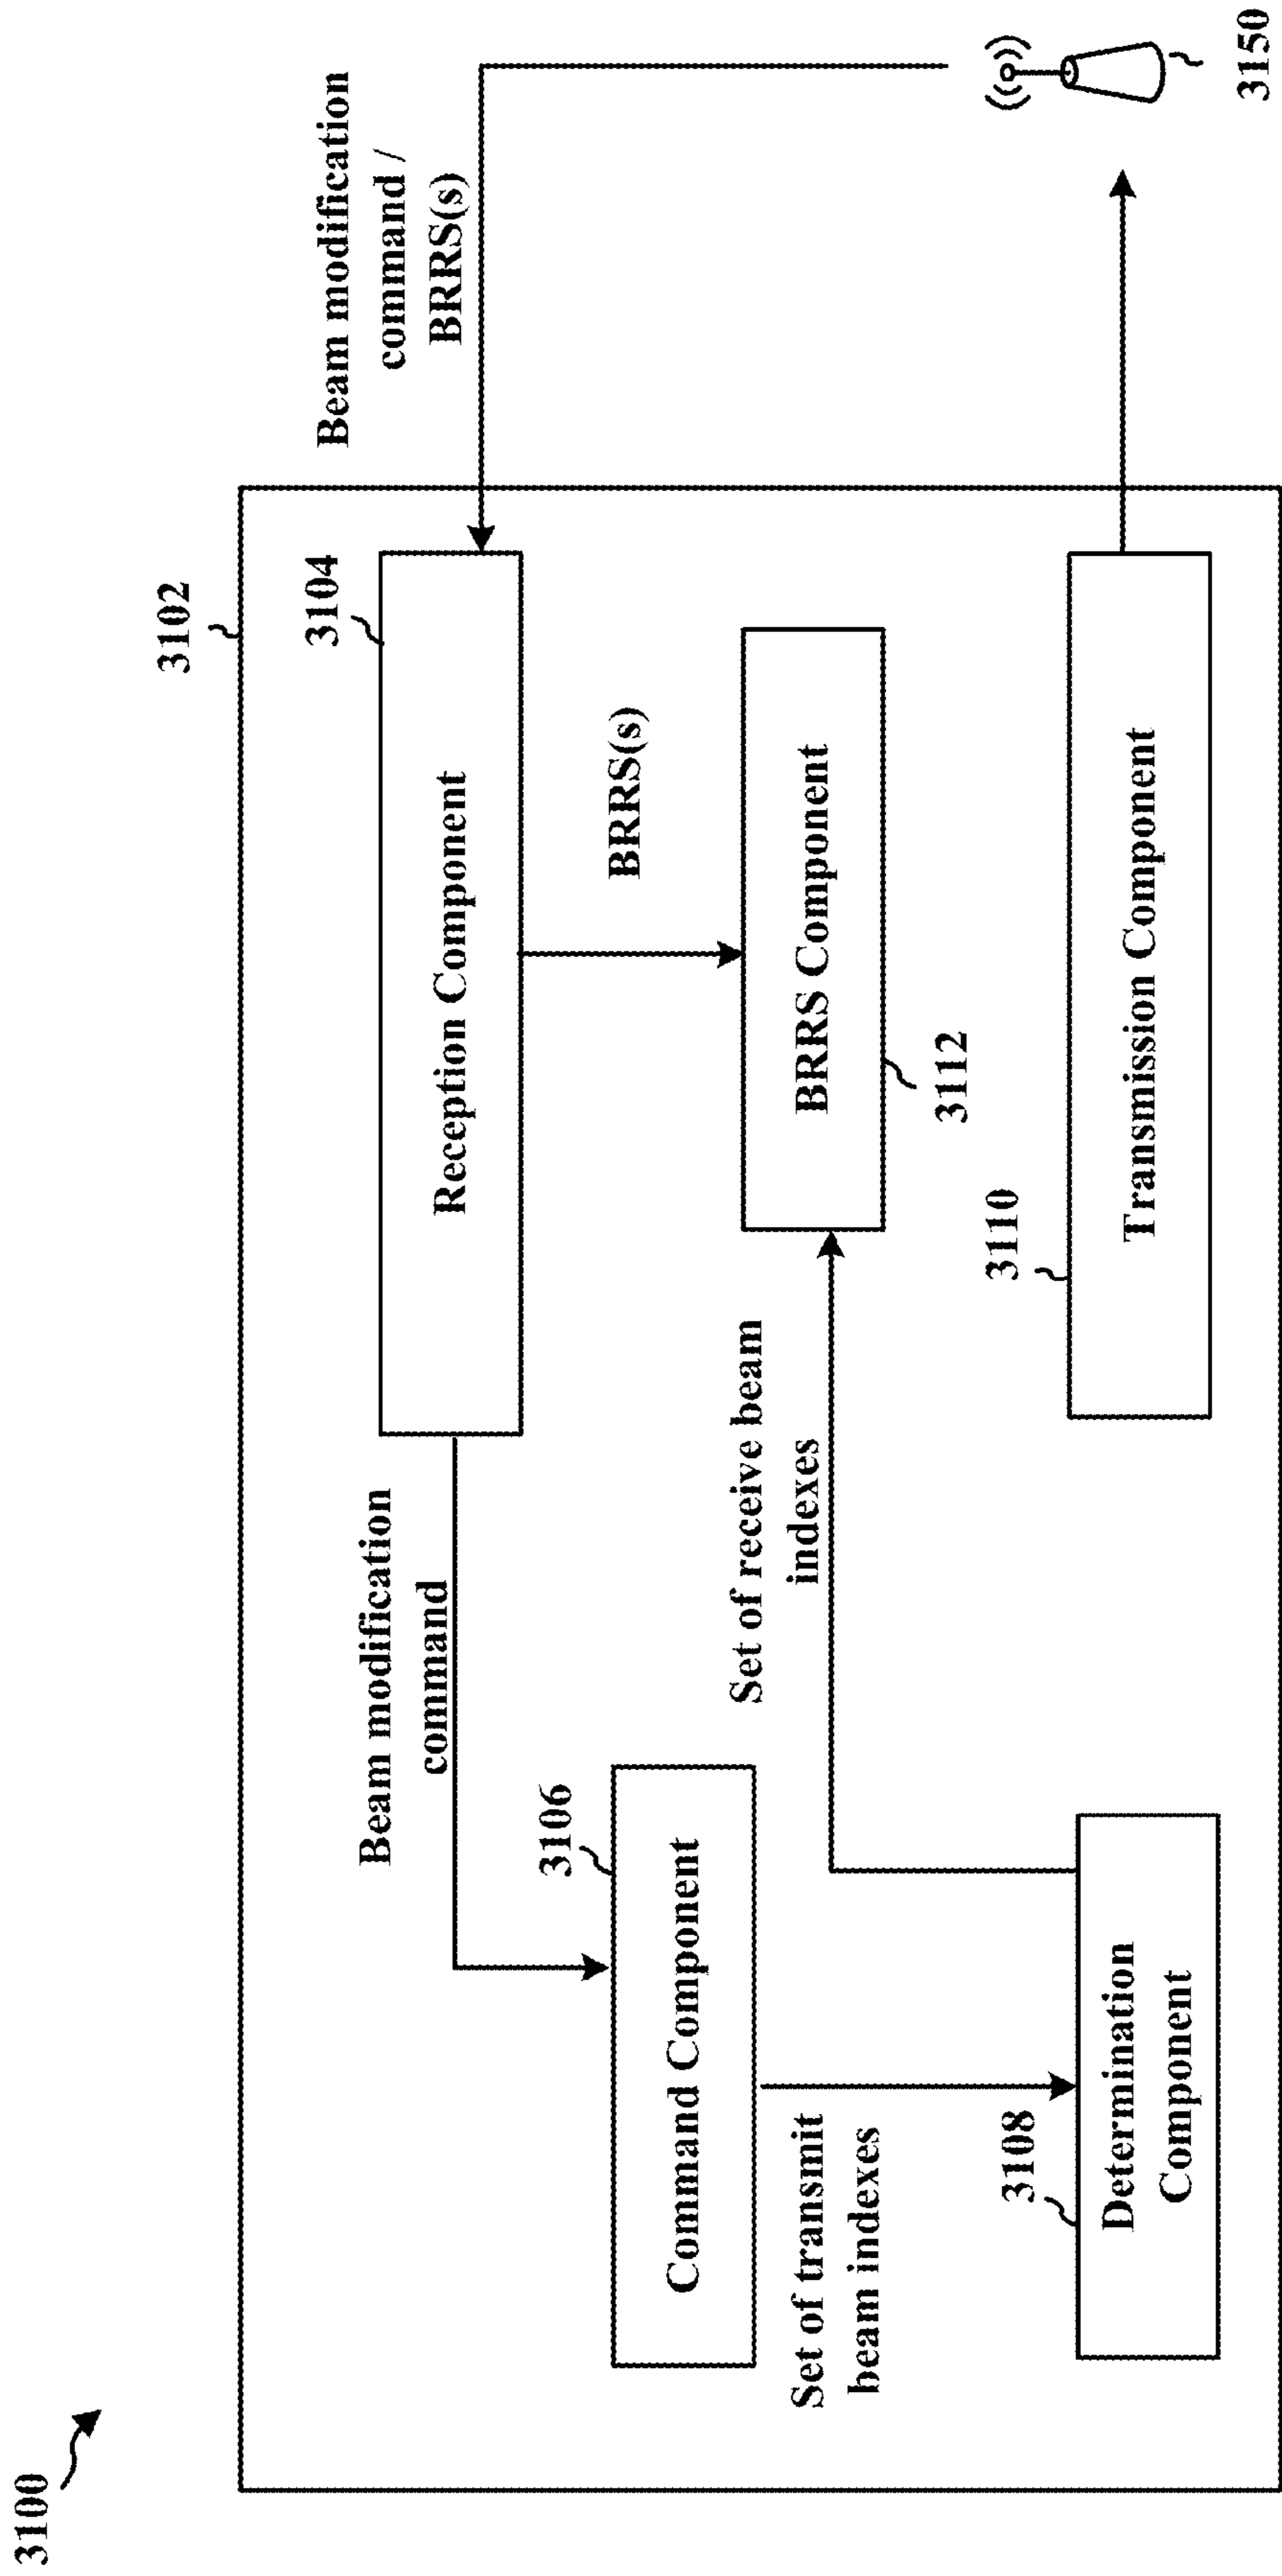 3100
3102
Beam modification
command /
BRRS(s)
3104
Reception Component
Beam modification
command
BRRS(s)
3106
Command Component
Set of receive beam
indexes
BRRS Component
3112
Set of transmit
beam indexes
3108
Determination
Component
3110
Transmission Component
3150